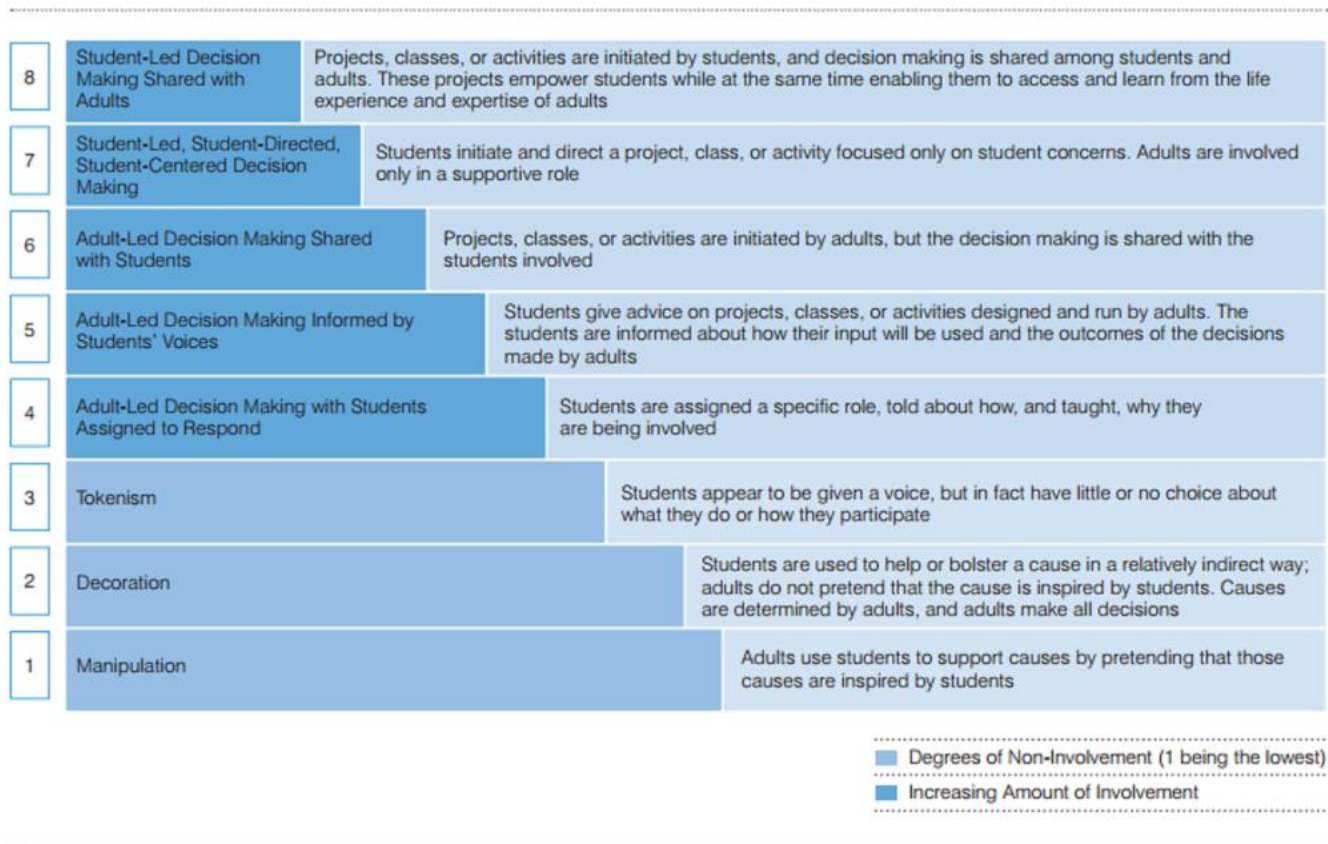 8
Student-Led Decision
Making Shared with
Adults
Projects, classes, or activities are initiated by students, and decision making is shared among students and
adults. These projects empower students while at the same time enabling them to access and learn from the life
experience and expertise of adults
7
Student-Led, Student-Directed,
Student-Centered Decision
Making
Students initiate and direct a project, class, or activity focused only on student concerns. Adults are involved
only in a supportive role
6
Adult-Led Decision Making Shared
with Students
Projects, classes, or activities are initiated by adults, but the decision making is shared with the
students involved
5
Adult-Led Decision Making Informed by
Students' Voices
Students give advice on projects, classes, or activities designed and run by adults. The
students are informed about how their input will be used and the outcomes of the decisions
made by adults
4
Adult-Led Decision Making with Students
Assigned to Respond
Students are assigned a specific role, told about how, and taught, why they
are being involved
3
Tokenism
Students appear to be given a voice, but in fact have little or no choice about
what they do or how they participate
2
Decoration
Students are used to help or bolster a cause in a relatively indirect way;
adults do not pretend that the cause is inspired by students. Causes
are determined by adults, and adults make all decisions
1
Manipulation
Adults use students to support causes by pretending that those
causes are inspired by students
Degrees of Non-Involvement (1 being the lowest)
Increasing Amount of Involvement